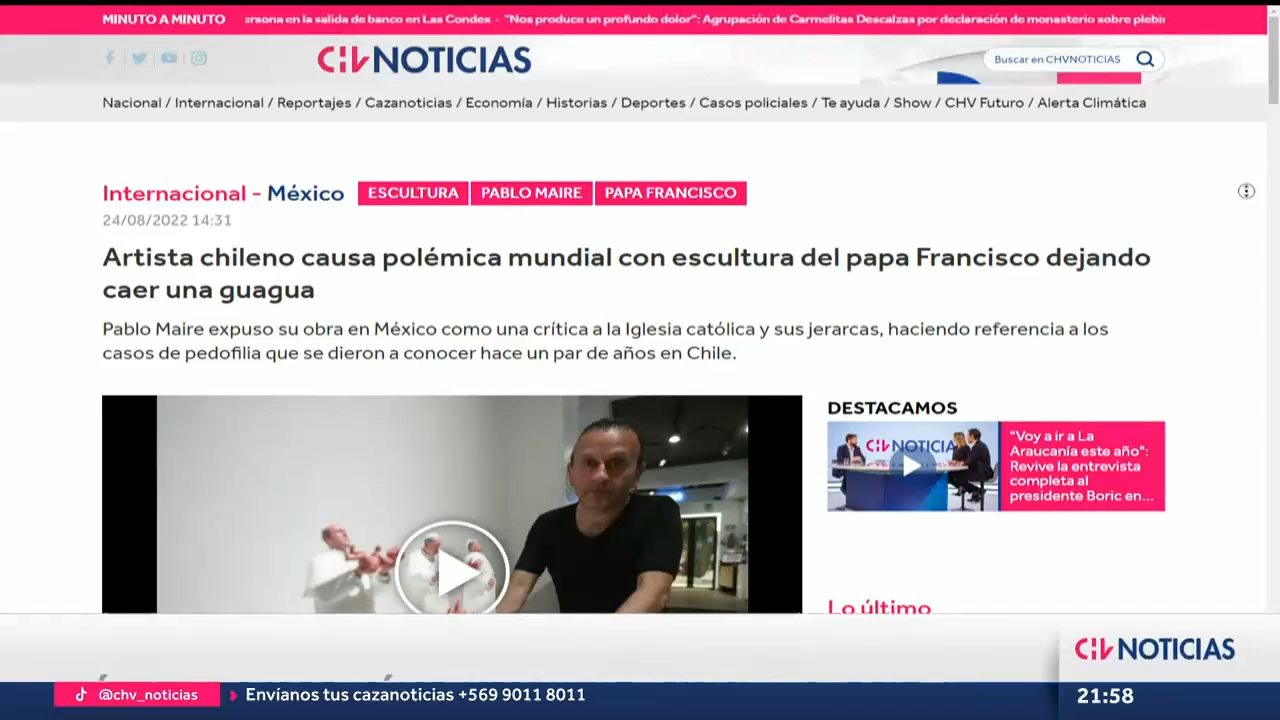 MINUTO A MINUTO
ersona en la salida de banco en Las Condes - "Nos produce un profundo dolor": Agrupación de Carmelitas Descalzas por declaración de monasterio sobre plebi
CHV NOTICIAS
Buscar en CHVNOTICIAS
Nacional / Internacional / Reportajes / Cazanoticias / Economía / Historias / Deportes / Casos policiales / Te ayuda / Show / CHV Futuro / Alerta Climática
Internacional - México ESCULTURA PABLO MAIRE PAPA FRANCISCO
24/08/2022 14:31
Artista chileno causa polémica mundial con escultura del papa Francisco dejando
caer una guagua
Pablo Maire expuso su obra en México como una crítica a la Iglesia católica y sus jerarcas, haciendo referencia a los
casos de pedofilia que se dieron a conocer hace un par de años en Chile.
DESTACAMOS
CHV NOTICIA
"Voy a ir a La
Araucanía este año":
Revive la entrevista
completa al
presidente Boric en...
Lo último
CHV NOTICIAS
@chv_noticias
Envíanos tus cazanoticias +569 9011 8011
21:58